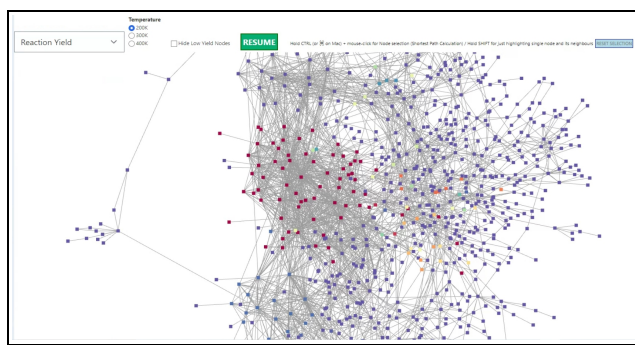 Temperature
Reaction Yield
200K
300K
400K
Hide Low Yield Nodes
RESUME
Hold CTRL (or ⌘ on Mac) + mouse-click for Node selection (Shortest Path Calculation) / Hold SHIFT for just highlighting single node and its neighbours
RESET SELECTION